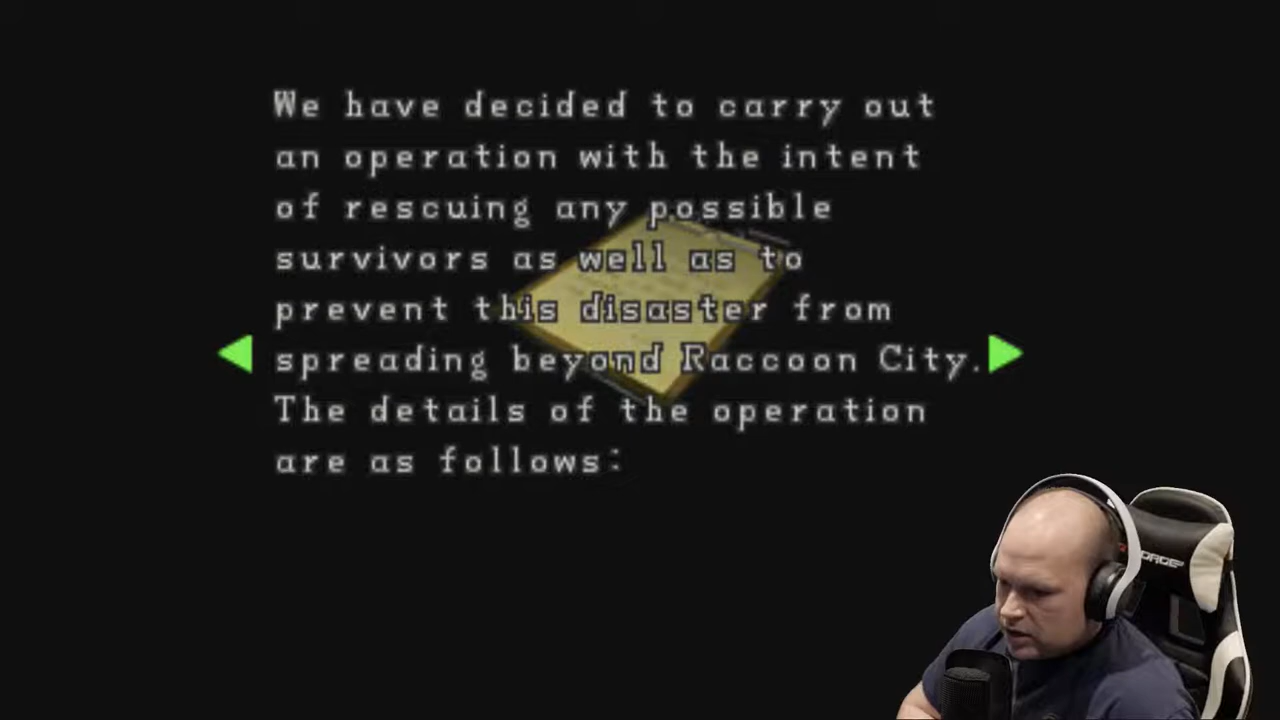 We have decided to carry out
an operation with the intent
of rescuing any possible
survivors as well as to
prevent this disaster from
spreading beyond Raccoon City.
The details of the operation
are as follows: